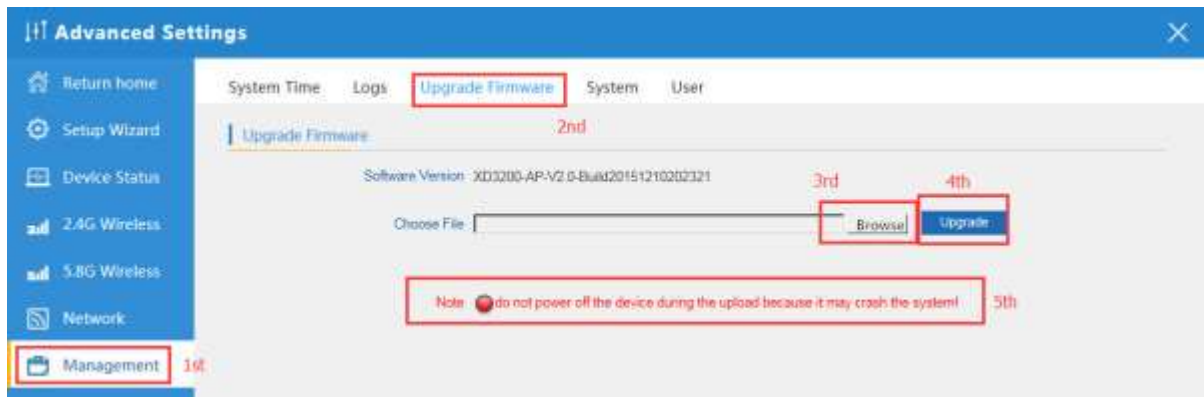 Advanced Settings
Return home
System Time Logs Upgrade Firmware System User
Setup Wizard
Upgrade Firmware
2nd
Device Status
Software Version XD3200-AP-V2.0-Build20151210202321
3rd 4th
2.4G Wireless
Choose File Browse Upgrade
5.8G Wireless
Note do not power off the device during the upload because it may crash the system!
5th
Network
Management 1st